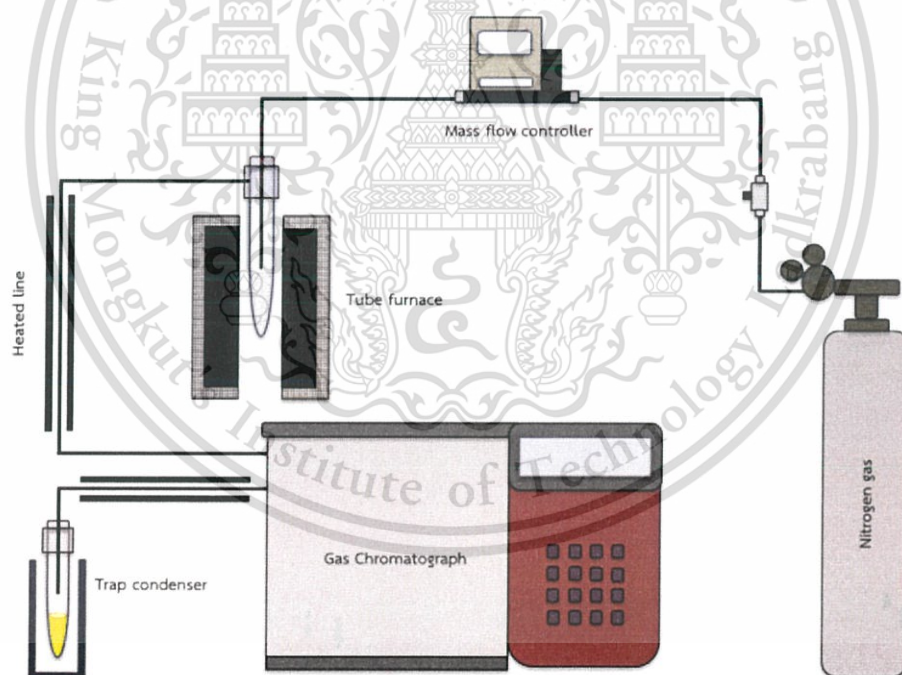 Mass flow controller
Tube furnace
Heated line
Nitrogen gas
Gas Chromatograph
Trap condenser
King Mongkut's Institute of Technology Ladkrabang